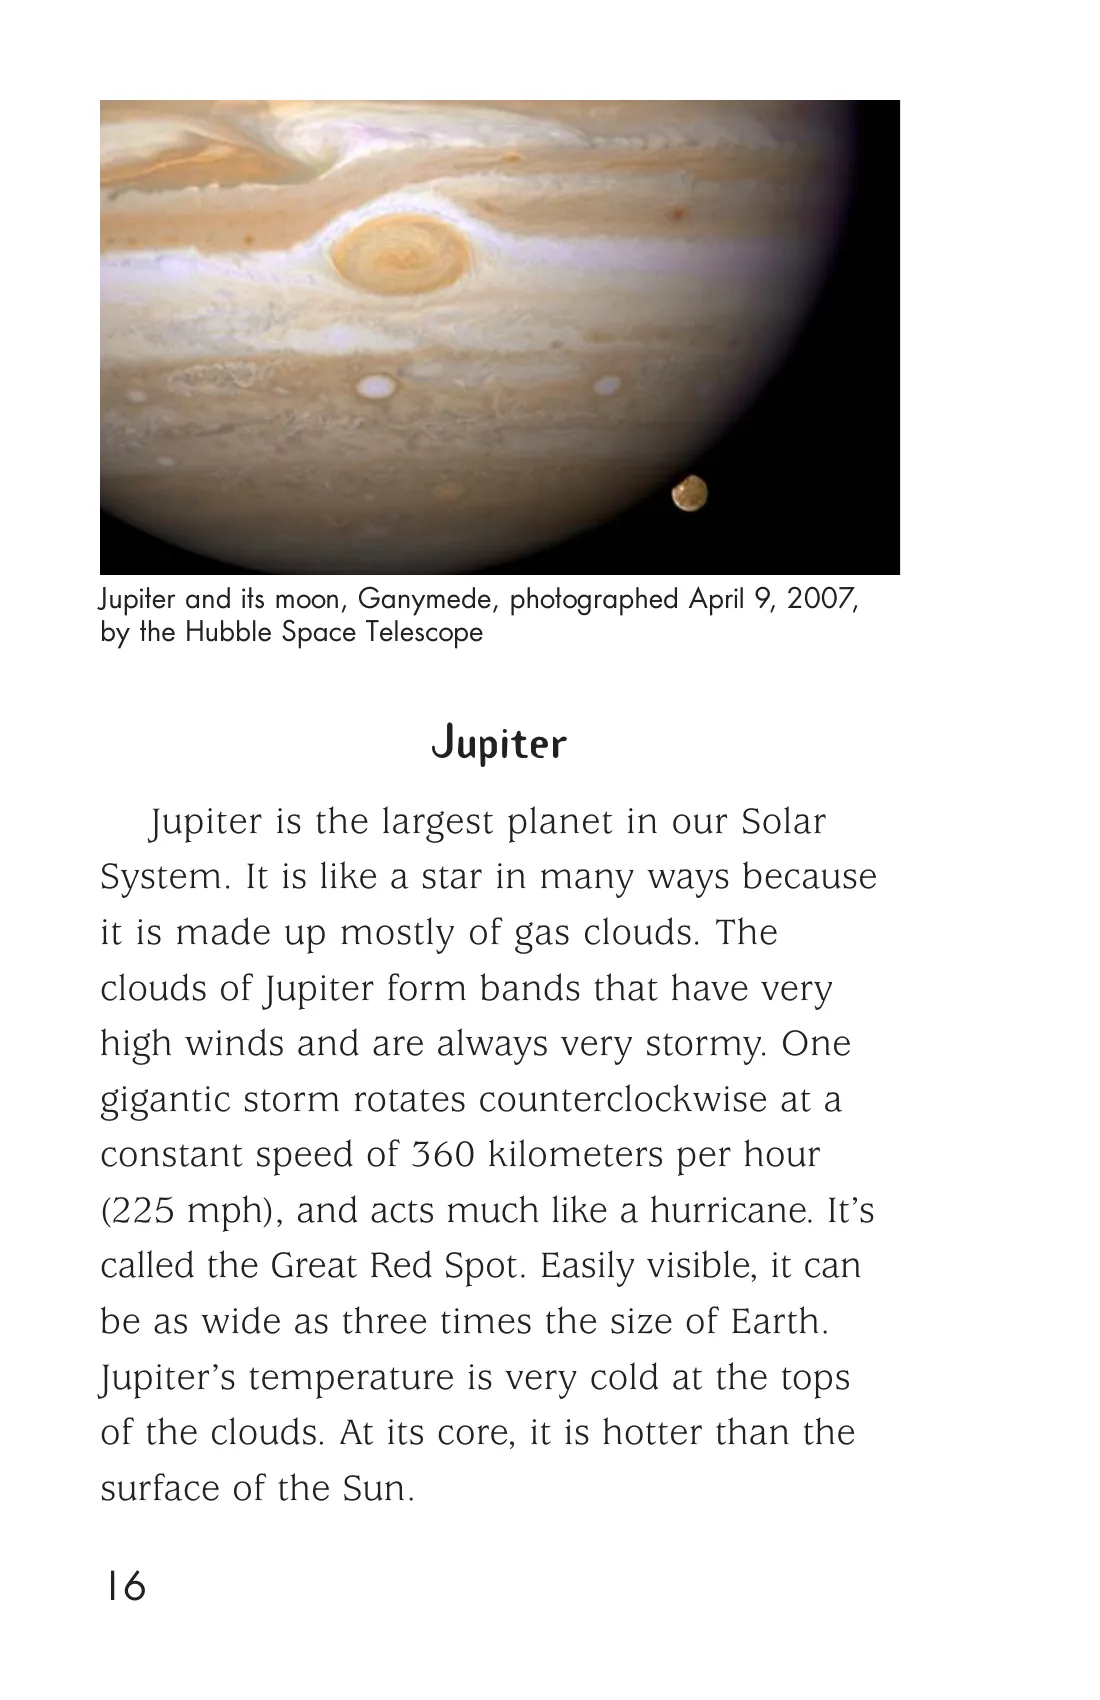 Jupiter and its moon, Ganymede, photographed April 9, 2007,
by the Hubble Space Telescope
Jupiter
Jupiter is the largest planet in our Solar
System. It is like a star in many ways because
it is made up mostly of gas clouds. The
clouds of Jupiter form bands that have very
high winds and are always very stormy. One
gigantic storm rotates counterclockwise at a
constant speed of 360 kilometers per hour
(225 mph), and acts much like a hurricane. It’s
called the Great Red Spot. Easily visible, it can
be as wide as three times the size of Earth.
Jupiter’s temperature is very cold at the tops
of the clouds. At its core, it is hotter than the
surface of the Sun.
16